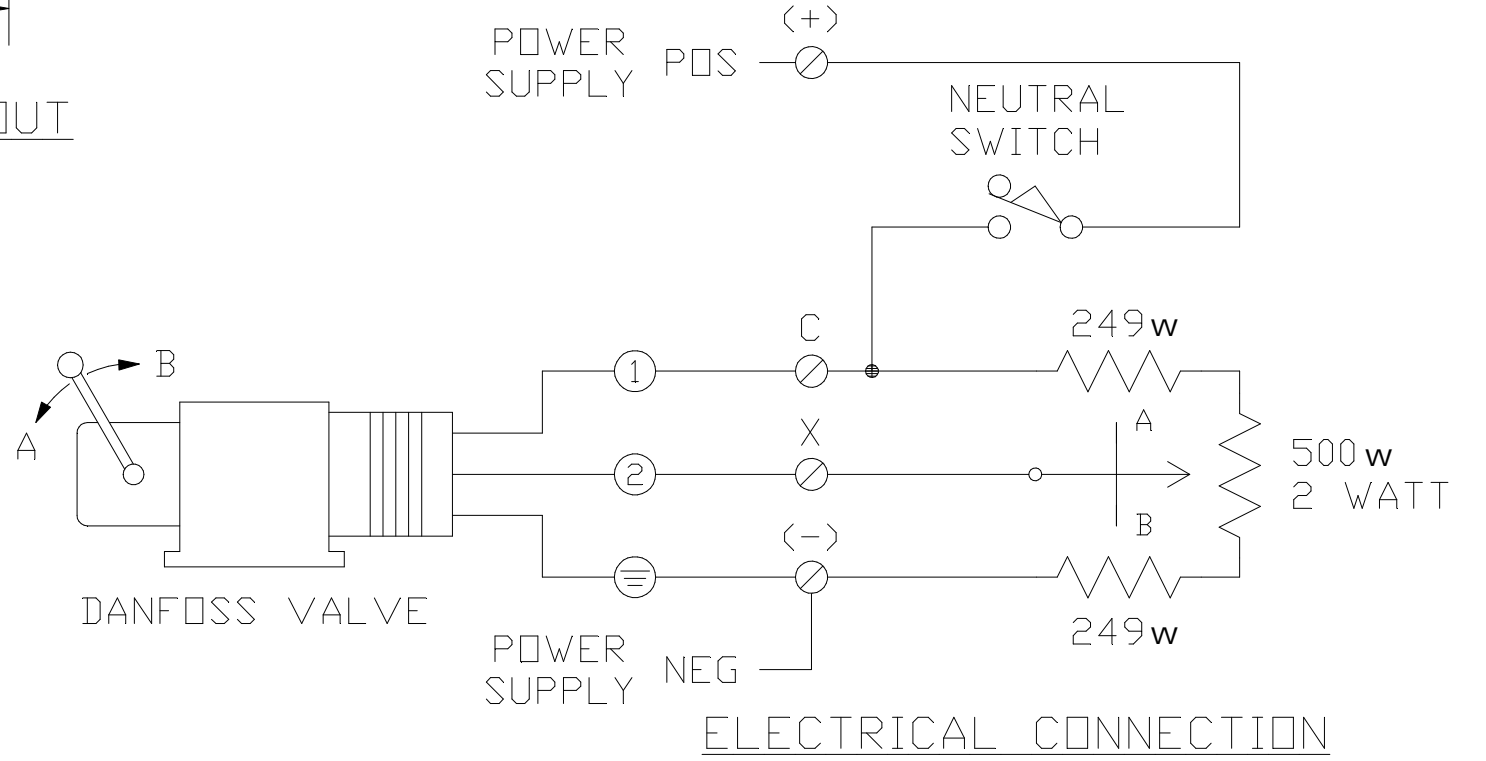 (+)
POWER
SUPPLY
POS
OUT
NEUTRAL
SWITCH
C
249w
B
1
A
X
A
500w
2 WATT
2
B
(-)
DANFOSS VALVE
249w
POWER
SUPPLY
NEG
ELECTRICAL CONNECTION